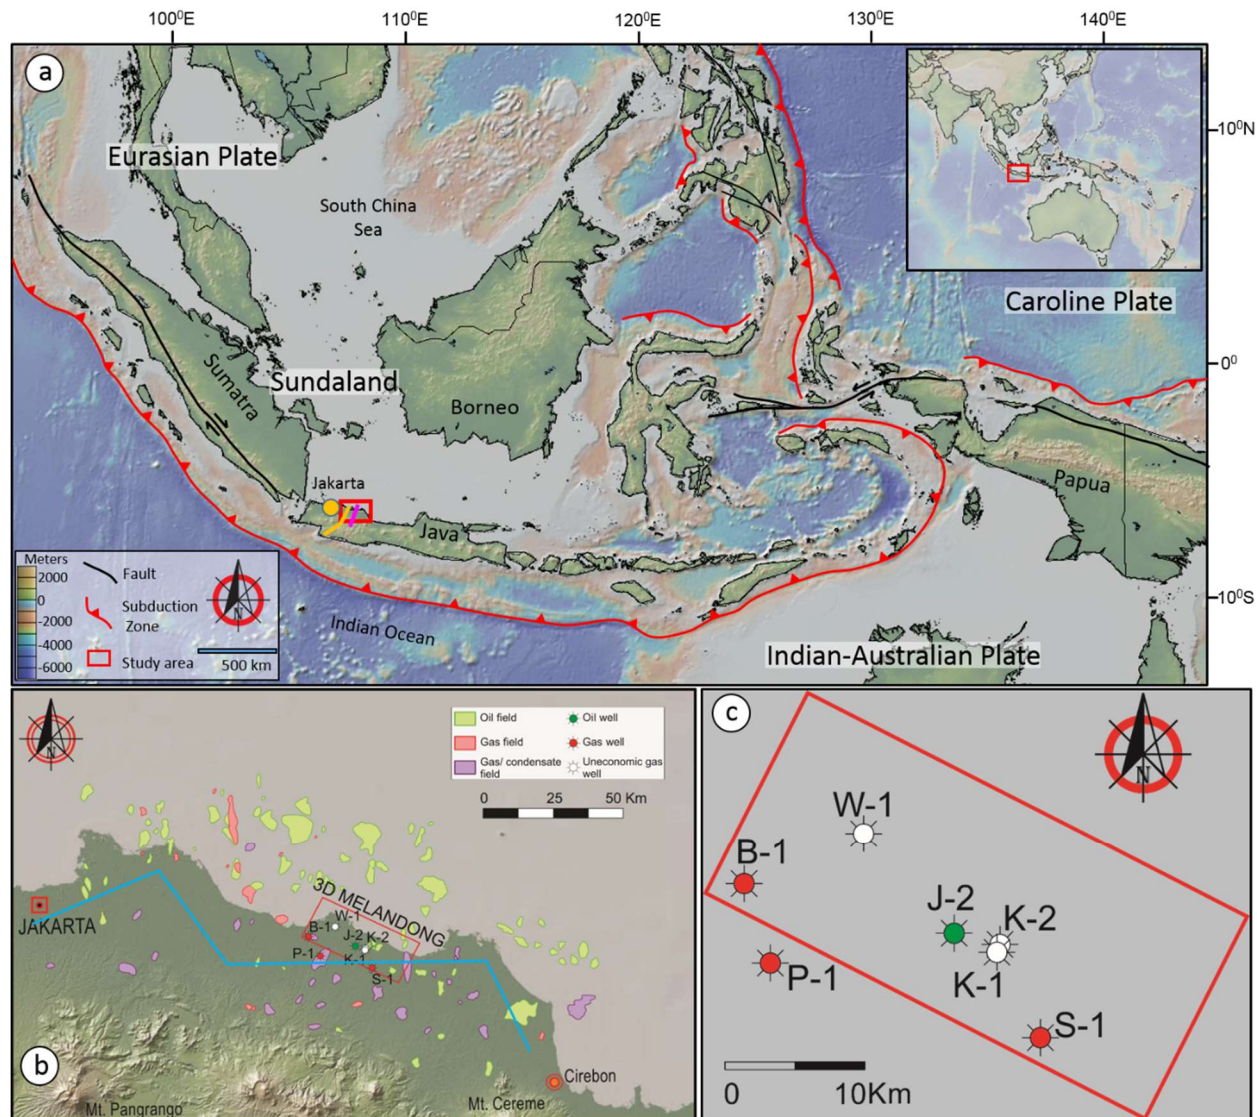 100⁰E
110⁰E
120⁰E
130⁰E
140⁰E
a
Eurasian Plate
South China
Sea
10⁰N
Caroline Plate
0⁰
Sumatra
Sundaland
Borneo
Jakarta
Java
Papua
10⁰S
Indian Ocean
Indian-Australian Plate
Meters
2000
0
-2000
-4000
-6000
Fault
Subduction
Zone
Study area
N
500 km
b
N
Oil field
Oil well
Gas field
Gas well
Gas/ condensate
field
Uneconomic gas
well
0 25 50 Km
JAKARTA
3D MELANDONG
W-1
B-1
J-2
K-2
P-1
K-1
S-1
Cirebon
Mt. Pangrango
Mt. Cereme
c
N
W-1
B-1
J-2
K-2
P-1
K-1
S-1
0 10Km